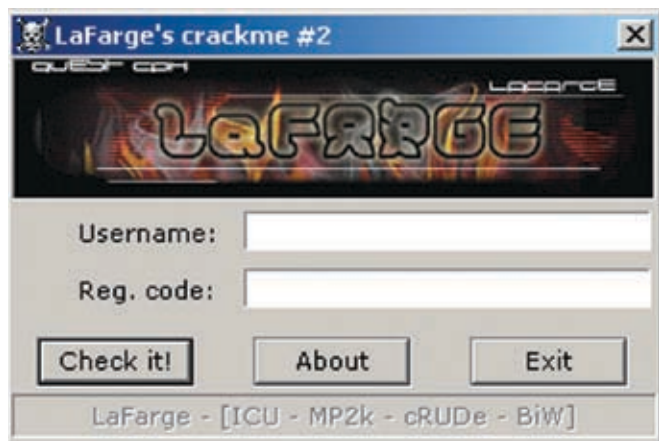 LaFarge's crackme #2
LaFARGE
Username:
Reg. code:
Check it!
About
Exit
LaFarge - [ICU - MP2k - cRUDe - BiW]